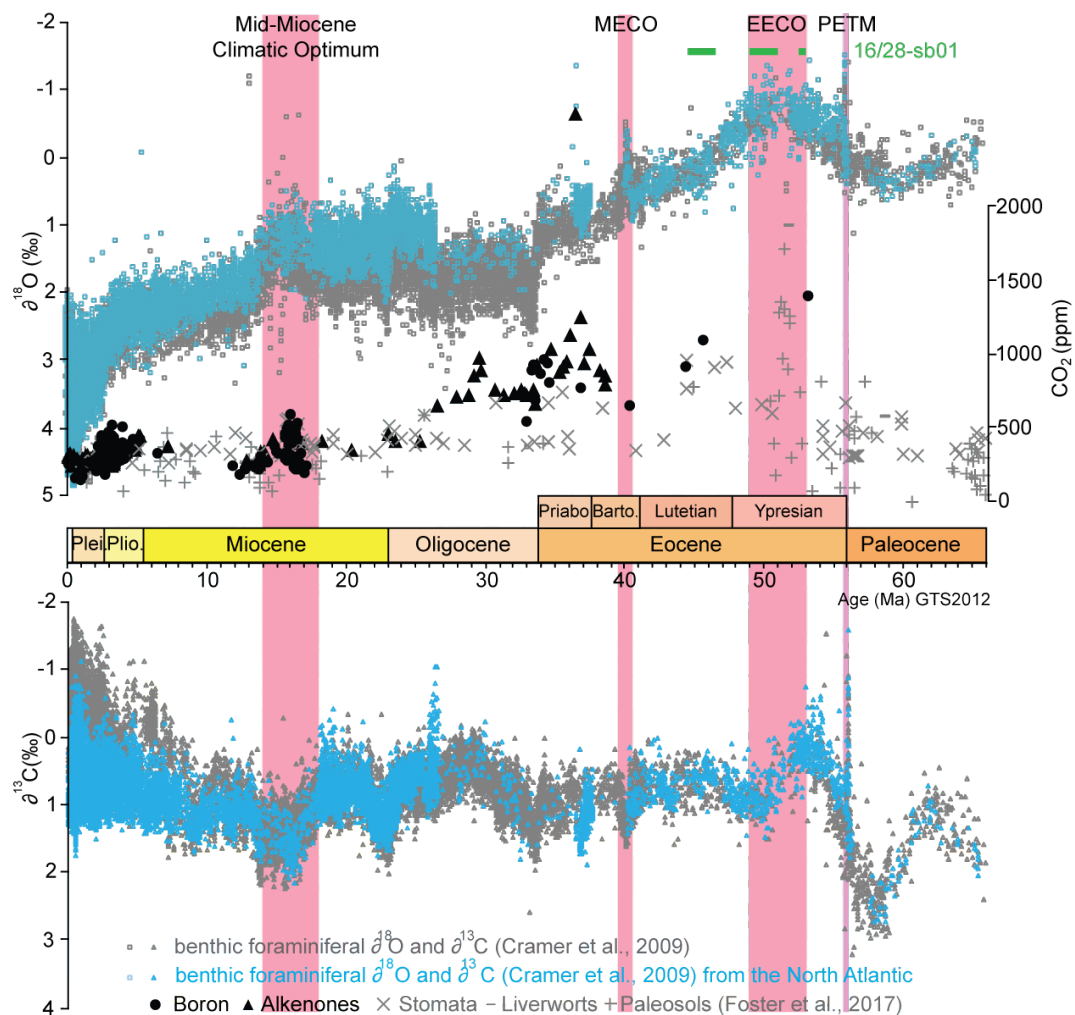 Mid-Miocene
Climatic Optimum
MECO
EECO
PETM
16/28-sb01
-2
-1
0
1
2
3
4
5
∂18O (‰)
2000
1500
1000
500
0
CO2 (ppm)
Priabo. Barto. Lutetian Ypresian
Plei. Plio. Miocene Oligocene Eocene Paleocene
0 10 20 30 40 50 60
Age (Ma) GTS2012
-2
-1
0
1
2
3
4
∂13C(‰)
benthic foraminiferal ∂18O and ∂13C (Cramer et al., 2009)
benthic foraminiferal ∂18O and ∂13C (Cramer et al., 2009) from the North Atlantic
Boron Alkenones Stomata Liverworts Paleosols (Foster et al., 2017)